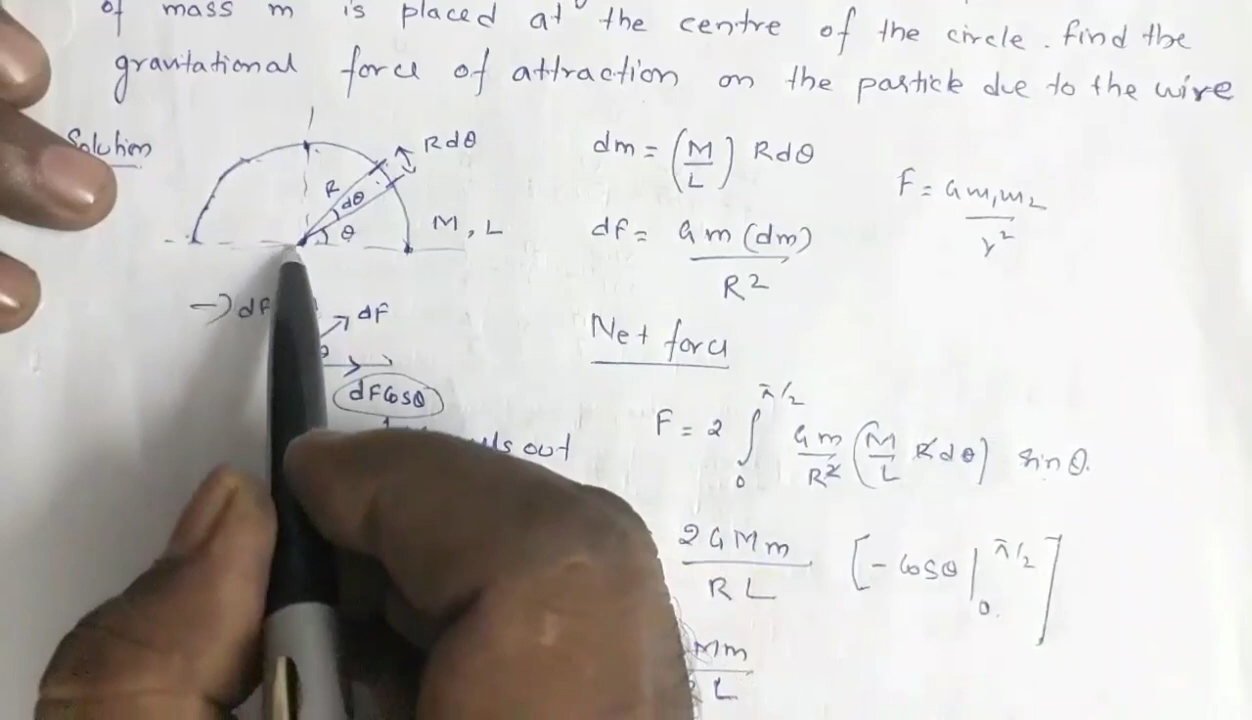 of mass m is placed at the centre of the circle. find the
gravitational force of attraction on the particle due to the wire
Solution
Rdθ
R
dθ
θ
M, L
dm = (M/L) Rdθ
F = Gm₁m₂/r²
df = Gm(dm)/R²
→ dF
dF
dFcosθ
out
Net force
F = 2 ∫₀^π/2 Gm/R² (M/L Rdθ) sinθ.
2GMm/RL [-cosθ|₀^π/2]
Mm/L